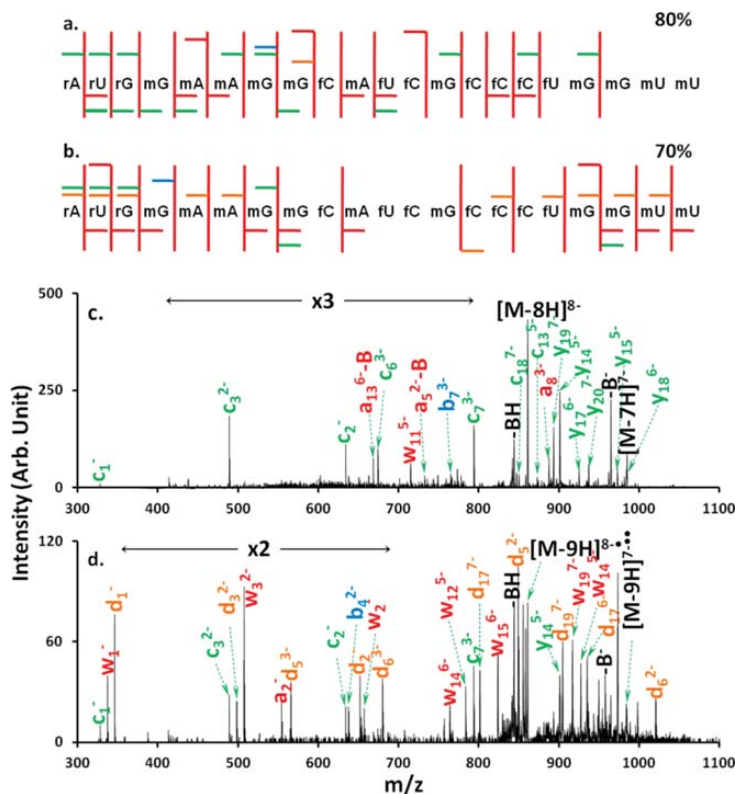 a. 80%
rA rU rG mG mA mA mG mG fC mA fU fC mG fC fC fC fU mG mG mU mU
b. 70%
rA rU rG mG mA mA mG mG fC mA fU fC mG fC fC fU mG mG mU mU
500 c. x3 [M-8H]8-
Intensity (Arb. Unit)
250
0
c1- c3 2- c2- a13 6- -B c6 3- w11 5- a5 2- -B b7 3- c7 3- -BH c18 7- c13 5- a8 3- y19 7- y14 5- y17 6- y20 7- -B- y15 5- [M-7H]7- y18 6-
300 400 500 600 700 800 900 1000 1100
120 d. x2 [M-9H]8-•
60
0
c1- w1- d1- c3 2- d3 2- w3 2- a2- d5 3- c2- b4 2- d2- w2- d6 3- w14 6- w12 5- c7 3- d17 7- w15 6- -BH d5 2- y14 5- d19 7- w19 7- w14 5- -B- d17 6- [M-9H]7-•• d6 2-
300 400 500 600 700 800 900 1000 1100
m/z